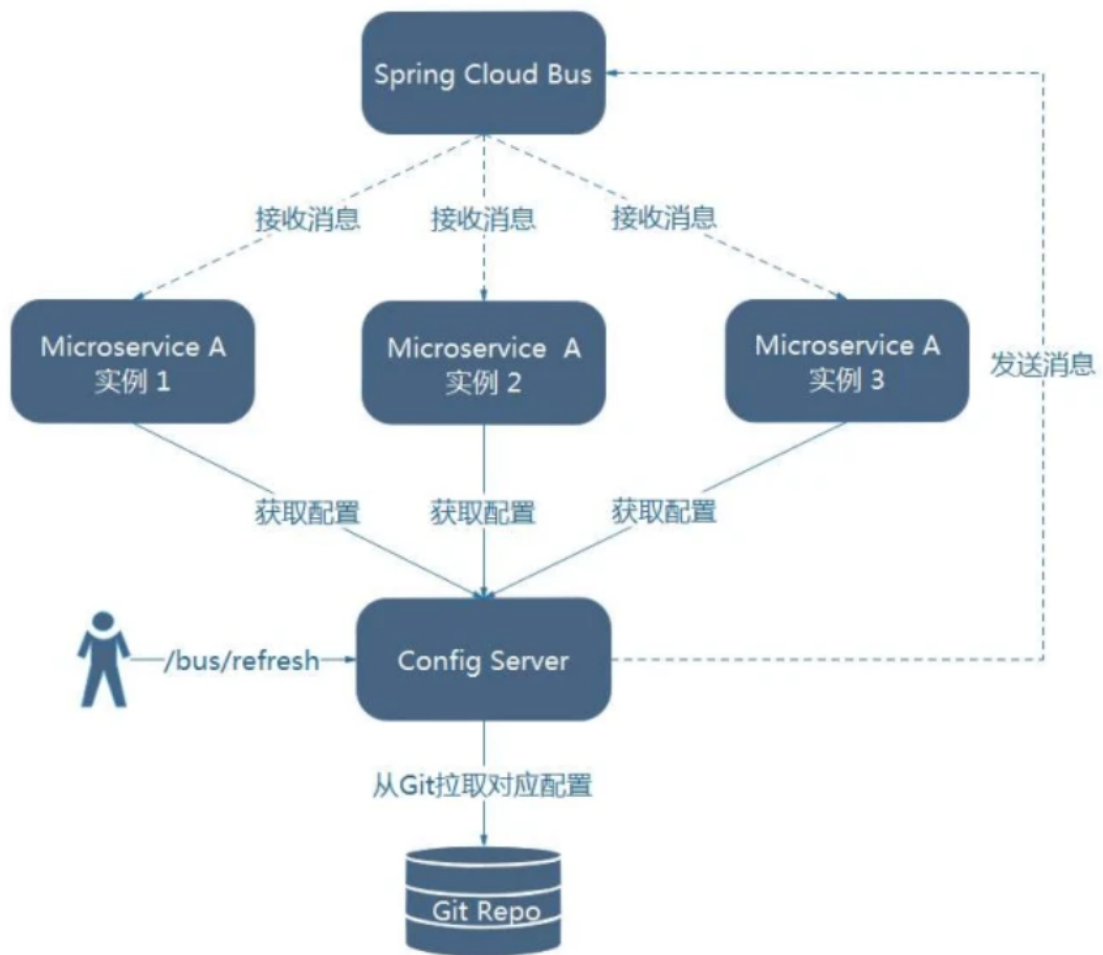 Spring Cloud Bus
接收消息
接收消息
接收消息
Microservice A
实例 1
Microservice A
实例 2
Microservice A
实例 3
发送消息
获取配置
获取配置
获取配置
/bus/refresh
Config Server
从Git拉取对应配置
Git Repo